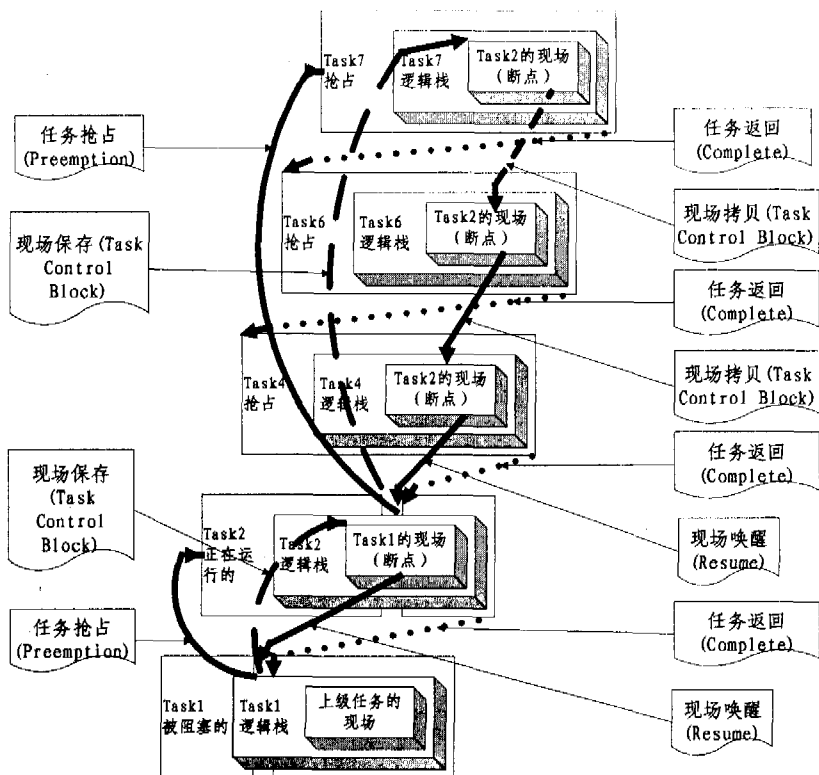 Task7
抢占
Task7
逻辑栈
Task2的现场
(断点)
任务抢占
(Preemption)
任务返回
(Complete)
Task6
抢占
Task6
逻辑栈
Task2的现场
(断点)
现场拷贝(Task
Control Block)
现场保存(Task
Control
Block)
任务返回
(Complete)
Task4
抢占
Task4
逻辑栈
Task2的现场
(断点)
现场拷贝(Task
Control Block)
任务返回
(Complete)
现场保存
(Task
Control
Block)
Task2
正在运
行的
Task2
逻辑栈
Task1的现场
(断点)
现场唤醒
(Resume)
任务抢占
(Preemption)
任务返回
(Complete)
Task1
被阻塞的
Task1
逻辑栈
上级任务的
现场
现场唤醒
(Resume)